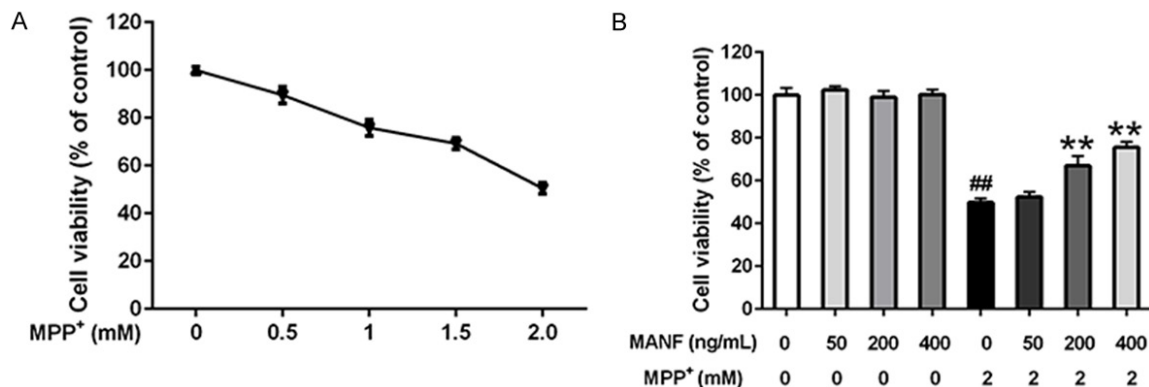 A
Cell viability (% of control)
120
100
80
60
40
20
0
MPP⁺ (mM)
0 0.5 1 1.5 2.0
B
Cell viability (% of control)
120
100
80
60
40
20
0
##
**
**
MANF (ng/mL) 0 50 200 400 0 50 200 400
MPP⁺ (mM) 0 0 0 0 2 2 2 2